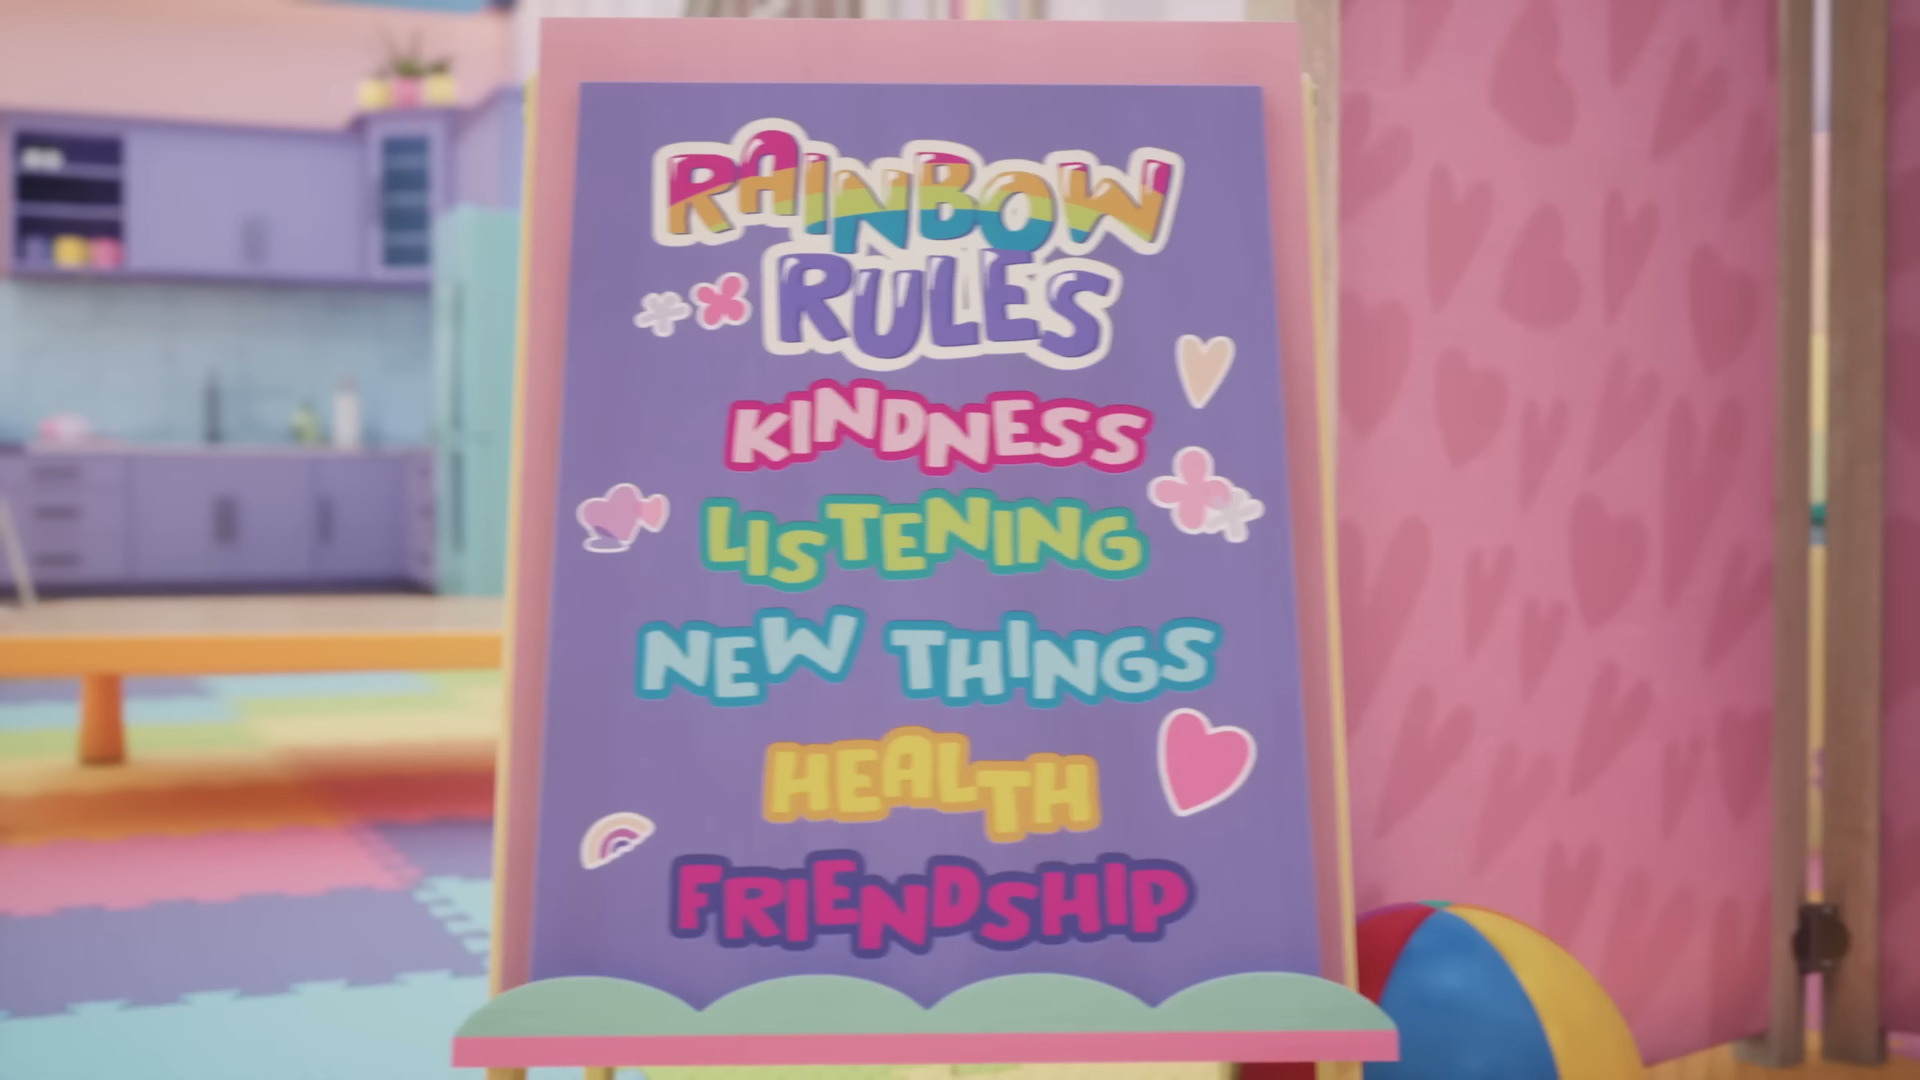 RAINBOW
RULES
KINDNESS
LISTENING
NEW THINGS
HEALTH
FRIENDSHIP